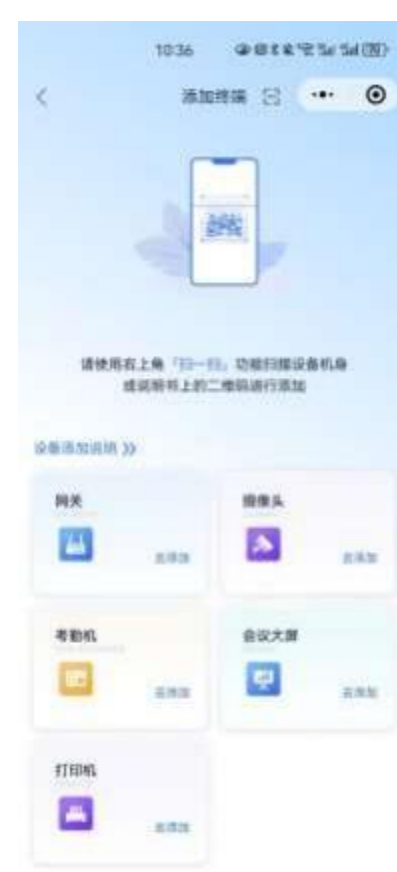 10:36
添加终端
请使用右上角「扫一扫」功能扫描设备机身
或说明书上的二维码进行添加
设备添加说明 》
网关
去添加
摄像头
去添加
考勤机
去添加
会议大屏
去添加
打印机
去添加